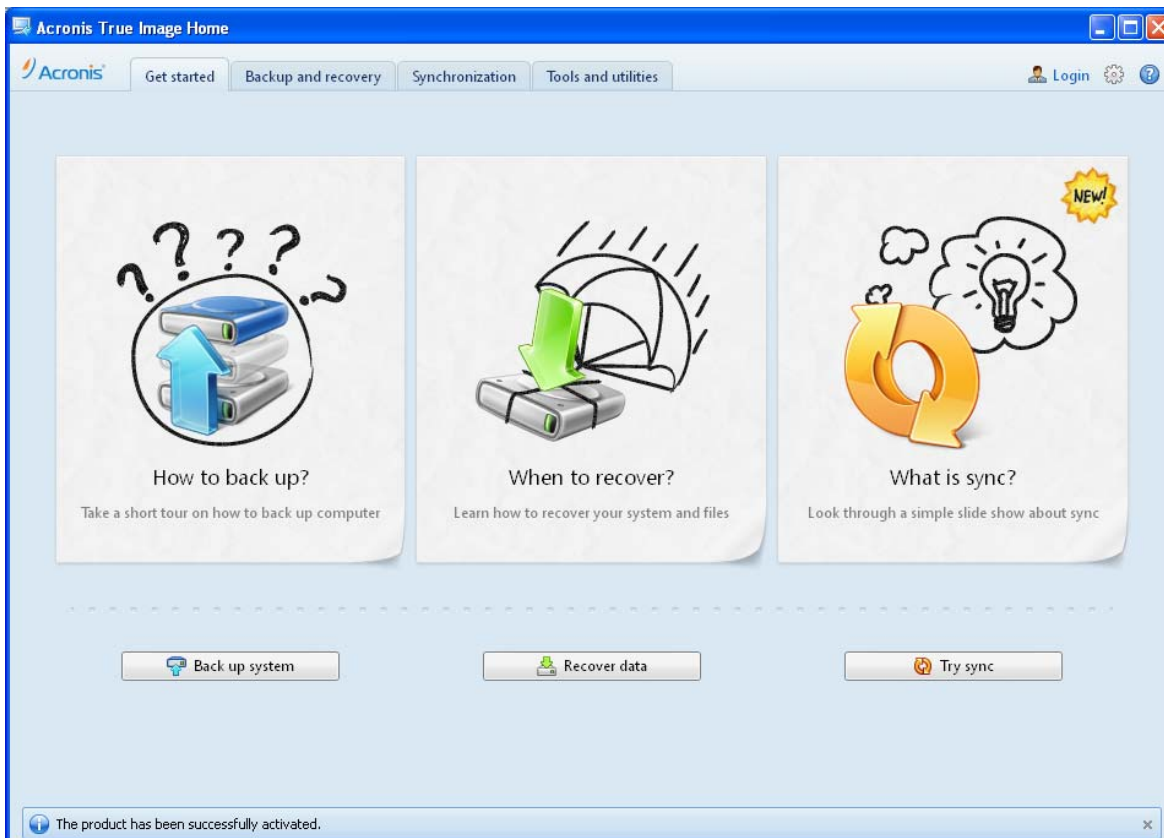 Acronis True Image Home
Acronis
Get started
Backup and recovery
Synchronization
Tools and utilities
Login
NEW!
How to back up?
Take a short tour on how to back up computer
When to recover?
Learn how to recover your system and files
What is sync?
Look through a simple slide show about sync
Back up system
Recover data
Try sync
The product has been successfully activated.